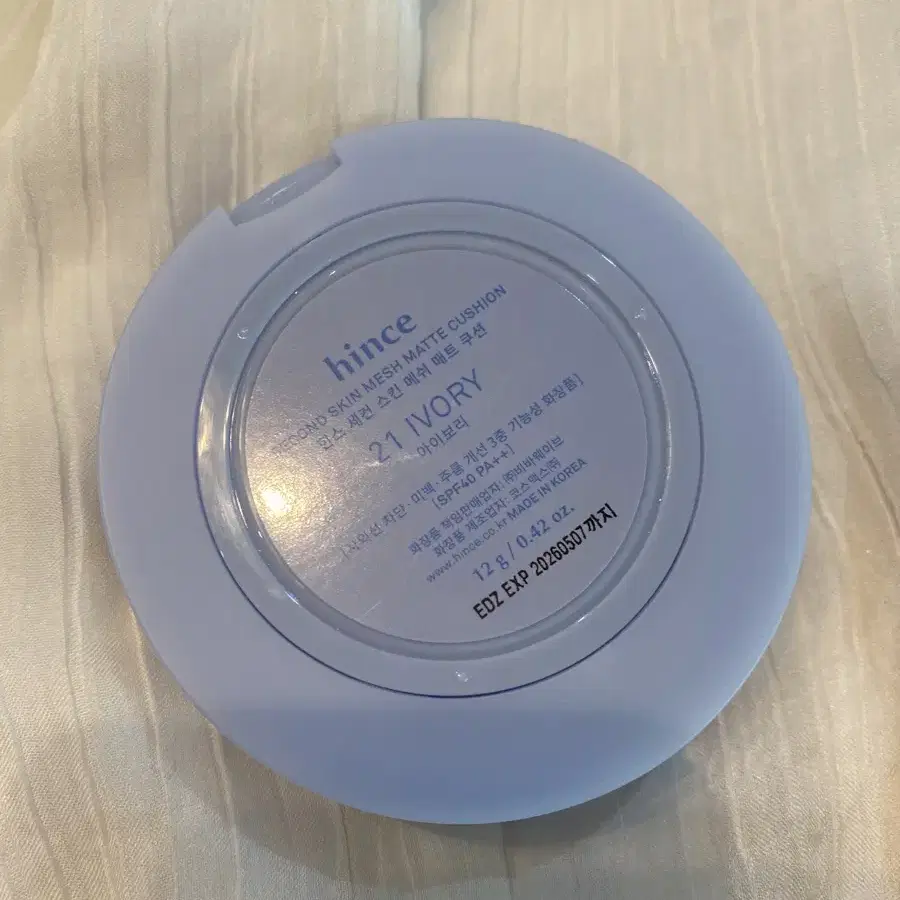 hince
SECOND SKIN MESH MATTE CUSHION
힌스 세컨 스킨 메쉬 매트 쿠션
21 IVORY
아이보리
[자외선 차단 · 미백 · 주름 개선 3중 기능성 화장품]
[SPF40 PA++]
화장품 책임판매업자: ㈜비바웨이브
화장품 제조업자: 코스맥스㈜
www.hince.co.kr MADE IN KOREA
12 g / 0.42 oz.
EDZ EXP 20260507까지